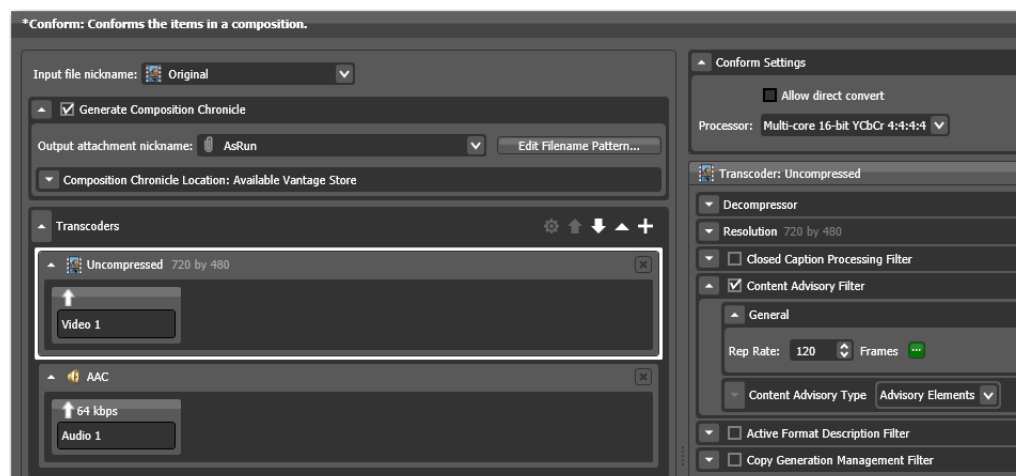 *Conform: Conforms the items in a composition.
Input file nickname: Original
Generate Composition Chronicle
Output attachment nickname: AsRun Edit Filename Pattern...
Composition Chronicle Location: Available Vantage Store
Transcoders
Uncompressed 720 by 480
Video 1
AAC
64 kbps
Audio 1
Conform Settings
Allow direct convert
Processor: Multi-core 16-bit YCbCr 4:4:4:4
Transcoder: Uncompressed
Decompressor
Resolution 720 by 480
Closed Caption Processing Filter
Content Advisory Filter
General
Rep Rate: 120 Frames
Content Advisory Type Advisory Elements
Active Format Description Filter
Copy Generation Management Filter